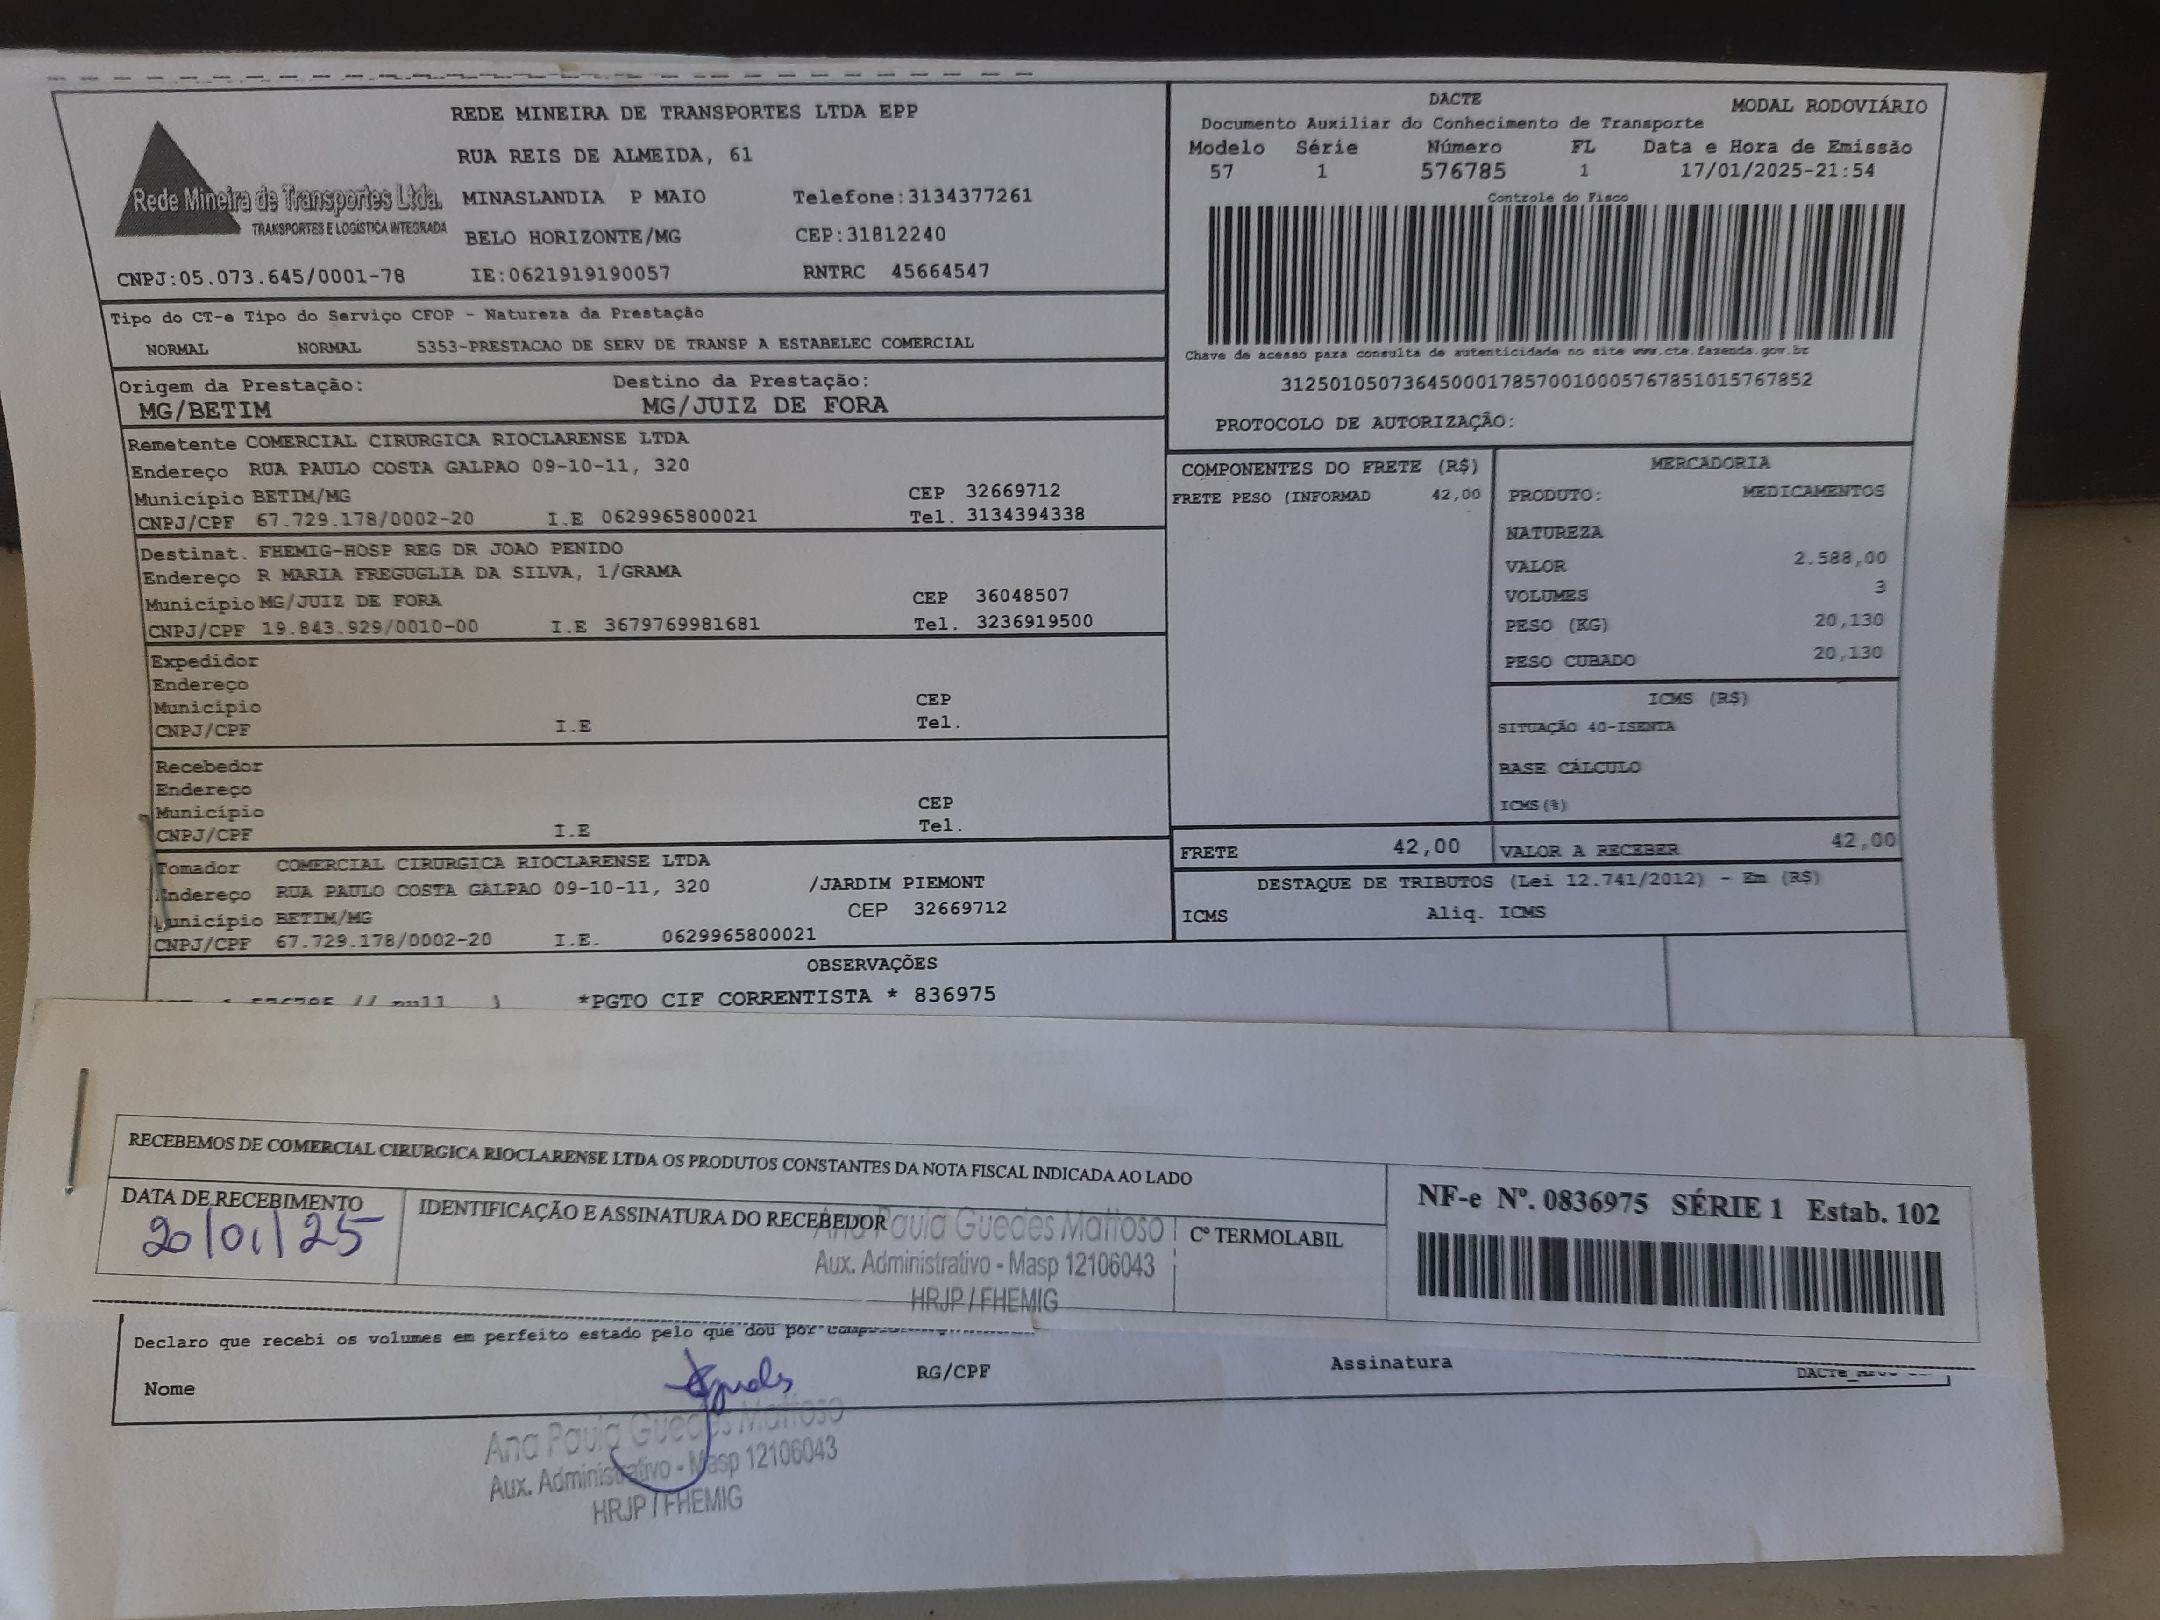 REDE MINEIRA DE TRANSPORTES LTDA EPP
RUA REIS DE ALMEIDA, 61
Rede Mineira de Transportes Ltda.
TRANSPORTES E LOGÍSTICA INTEGRADA
MINASLANDIA P MAIO Telefone:3134377261
BELO HORIZONTE/MG CEP:31812240
CNPJ:05.073.645/0001-78 IE:0621919190057 RNTRC 45664547
DACTE MODAL RODOVIÁRIO
Documento Auxiliar do Conhecimento de Transporte
Modelo Série Número FL Data e Hora de Emissão
57 1 576785 1 17/01/2025-21:54
Controle do Fisco
Chave de acesso para consulta de autenticidade no site www.cte.fazenda.gov.br
31250105073645000178570010005767851015767852
PROTOCOLO DE AUTORIZAÇÃO:
Tipo do CT-e Tipo do Serviço CFOP - Natureza da Prestação
NORMAL NORMAL 5353-PRESTACAO DE SERV DE TRANSP A ESTABELEC COMERCIAL
Origem da Prestação: Destino da Prestação:
MG/BETIM MG/JUIZ DE FORA
Remetente COMERCIAL CIRURGICA RIOCLARENSE LTDA
Endereço RUA PAULO COSTA GALPAO 09-10-11, 320
Município BETIM/MG CEP 32669712
CNPJ/CPF 67.729.178/0002-20 I.E 0629965800021 Tel. 3134394338
Destinat. FHEMIG-HOSP REG DR JOAO PENIDO
Endereço R MARIA FREGUGLIA DA SILVA, 1/GRAMA
Município MG/JUIZ DE FORA CEP 36048507
CNPJ/CPF 19.843.929/0010-00 I.E 3679769981681 Tel. 3236919500
Expedidor
Endereço
Município CEP
CNPJ/CPF I.E Tel.
Recebedor
Endereço
Município CEP
CNPJ/CPF I.E Tel.
Tomador COMERCIAL CIRURGICA RIOCLARENSE LTDA
Endereço RUA PAULO COSTA GALPAO 09-10-11, 320 /JARDIM PIEMONT
Município BETIM/MG CEP 32669712
CNPJ/CPF 67.729.178/0002-20 I.E. 0629965800021
COMPONENTES DO FRETE (R$)
FRETE PESO (INFORMAD 42,00
MERCADORIA
PRODUTO: MEDICAMENTOS
NATUREZA
VALOR 2.588,00
VOLUMES 3
PESO (KG) 20,130
PESO CUBADO 20,130
ICMS (R$)
SITUAÇÃO 40-ISENTA
BASE CÁLCULO
ICMS(%)
FRETE 42,00 VALOR A RECEBER 42,00
DESTAQUE DE TRIBUTOS (Lei 12.741/2012) - Em (R$)
ICMS Aliq. ICMS
OBSERVAÇÕES
576785 // null ) *PGTO CIF CORRENTISTA * 836975
RECEBEMOS DE COMERCIAL CIRURGICA RIOCLARENSE LTDA OS PRODUTOS CONSTANTES DA NOTA FISCAL INDICADA AO LADO
DATA DE RECEBIMENTO IDENTIFICAÇÃO E ASSINATURA DO RECEBEDOR Cº TERMOLABIL
20/01/25
Ana Paula Guedes Mattoso
Aux. Administrativo - Masp 12106043
HRJP / FHEMIG
NF-e Nº. 0836975 SÉRIE 1 Estab. 102
Declaro que recebi os volumes em perfeito estado pelo que dou por
Nome RG/CPF Assinatura
Ana Paula Guedes Mattoso
Aux. Administrativo - Masp 12106043
HRJP / FHEMIG